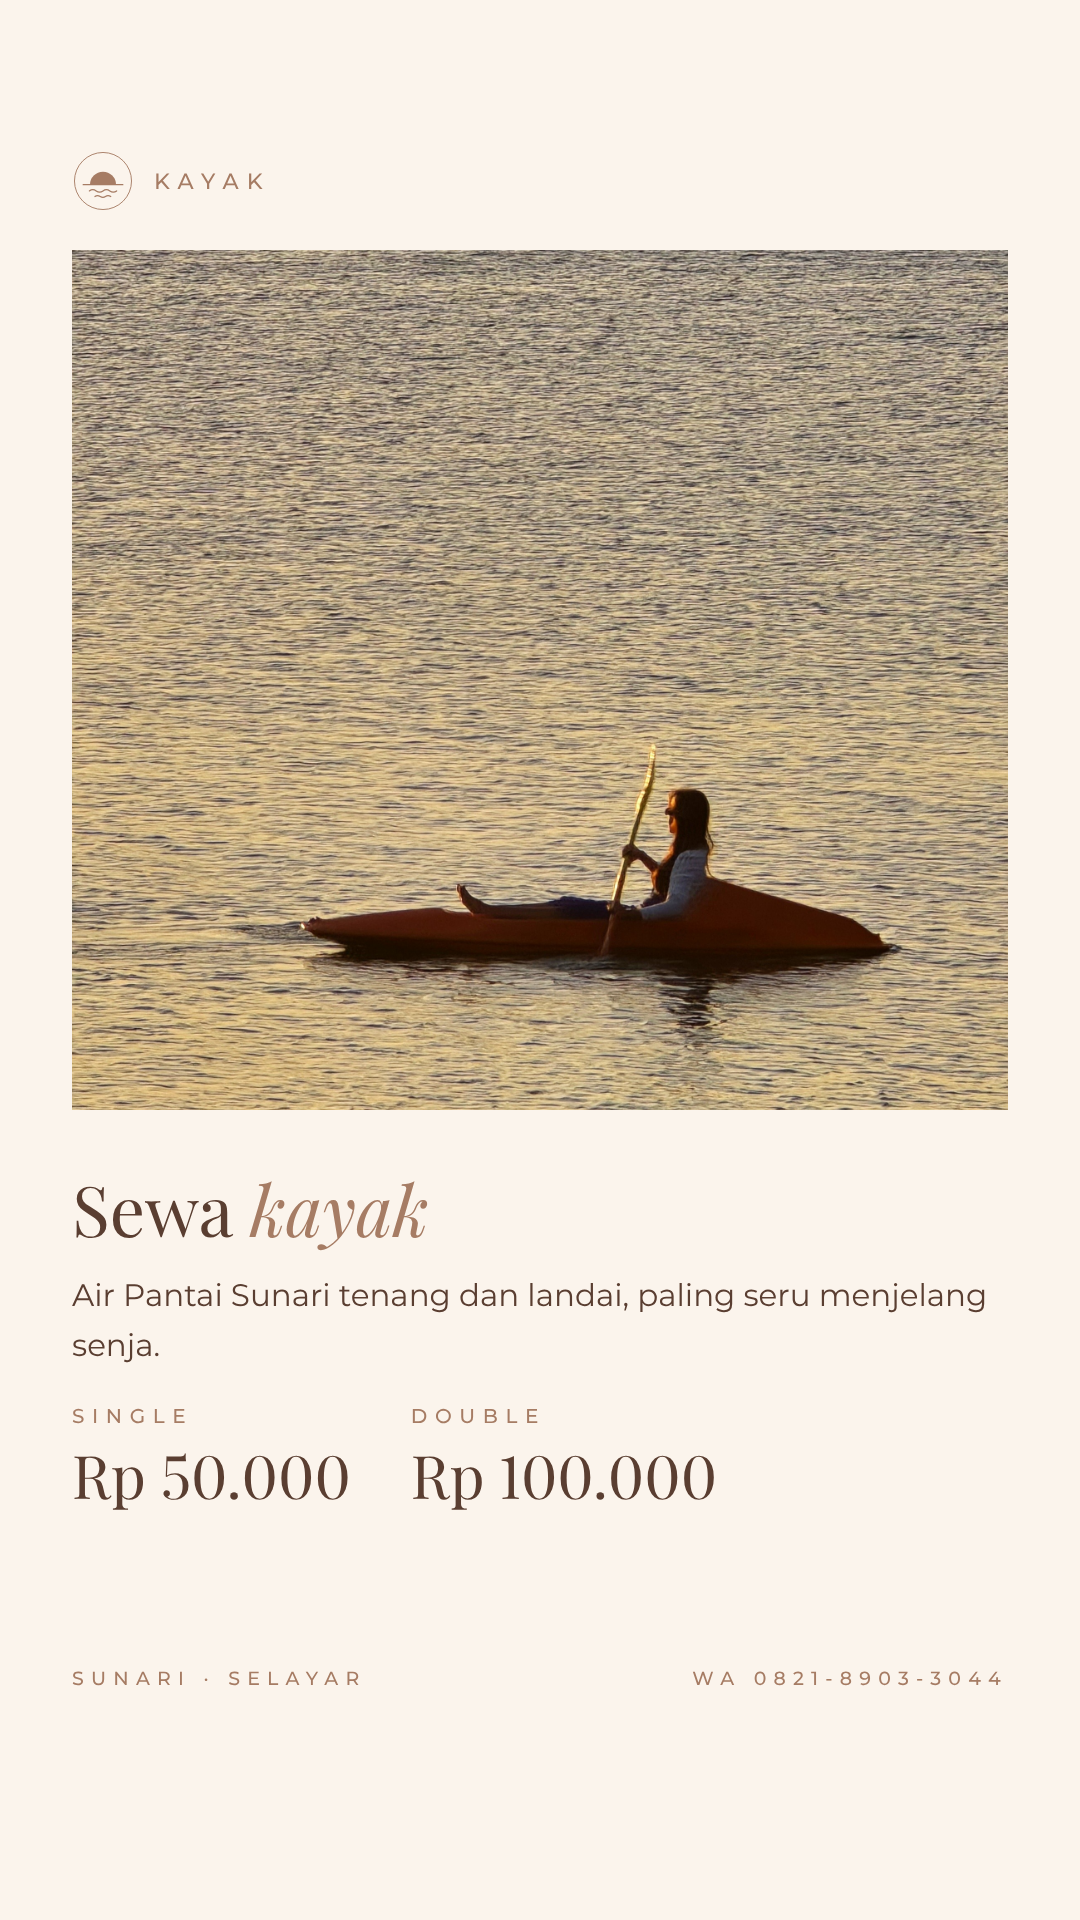 KAYAK
Sewa kayak
Air Pantai Sunari tenang dan landai, paling seru menjelang
senja.
SINGLE DOUBLE
Rp 50.000 Rp 100.000
SUNARI · SELAYAR WA 0821-8903-3044